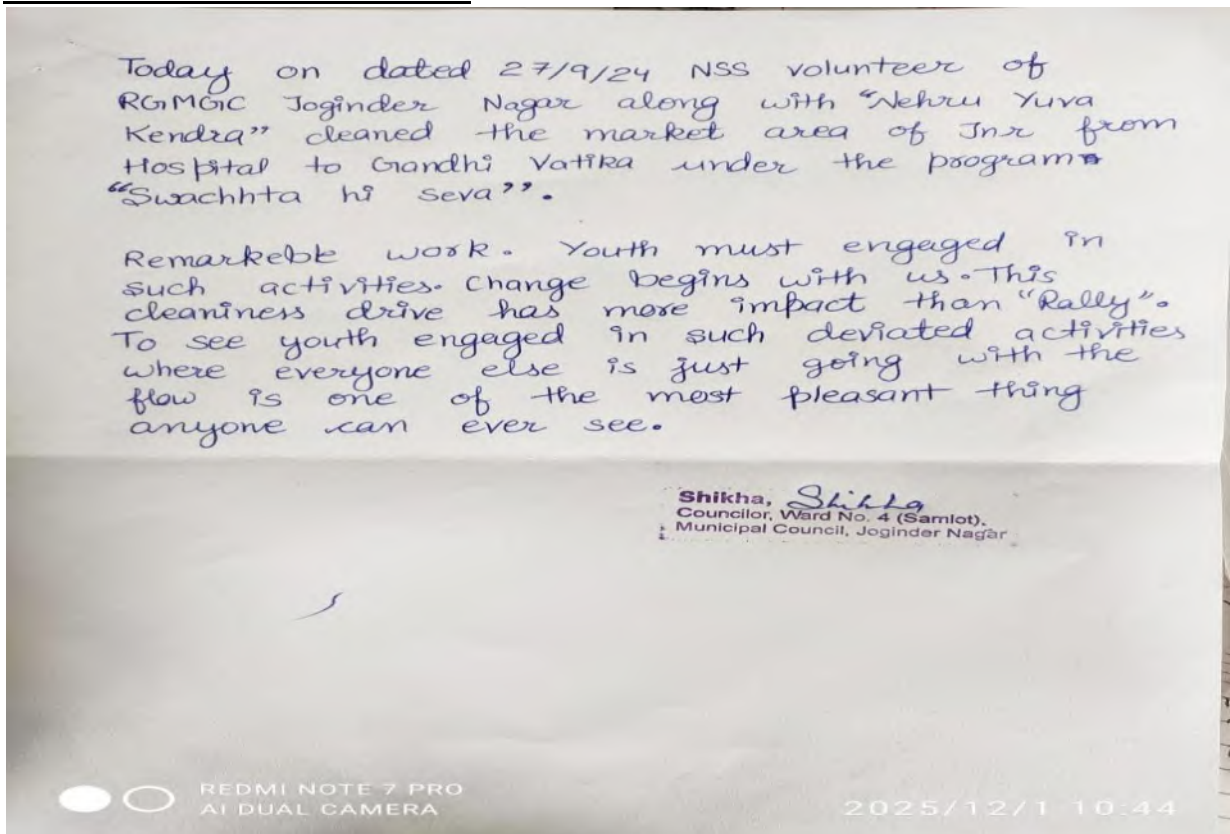 Today on dated 27/9/24 NSS volunteer of
RGMGC Joginder Nagar along with "Nehru Yuva
Kendra" cleaned the market area of Jnr from
Hospital to Gandhi Vatika under the program
"Swachhta hi seva".
Remarkeble work. Youth must engaged in
such activities. Change begins with us. This
cleaniness drive has more impact than "Rally".
To see youth engaged in such deviated activities
where everyone else is just going with the
flow is one of the most pleasant thing
anyone can ever see.
Shikha, Shikha
Councilor, Ward No. 4 (Samlot),
Municipal Council, Joginder Nagar
REDMI NOTE 7 PRO
AI DUAL CAMERA
2025/12/1 10:44